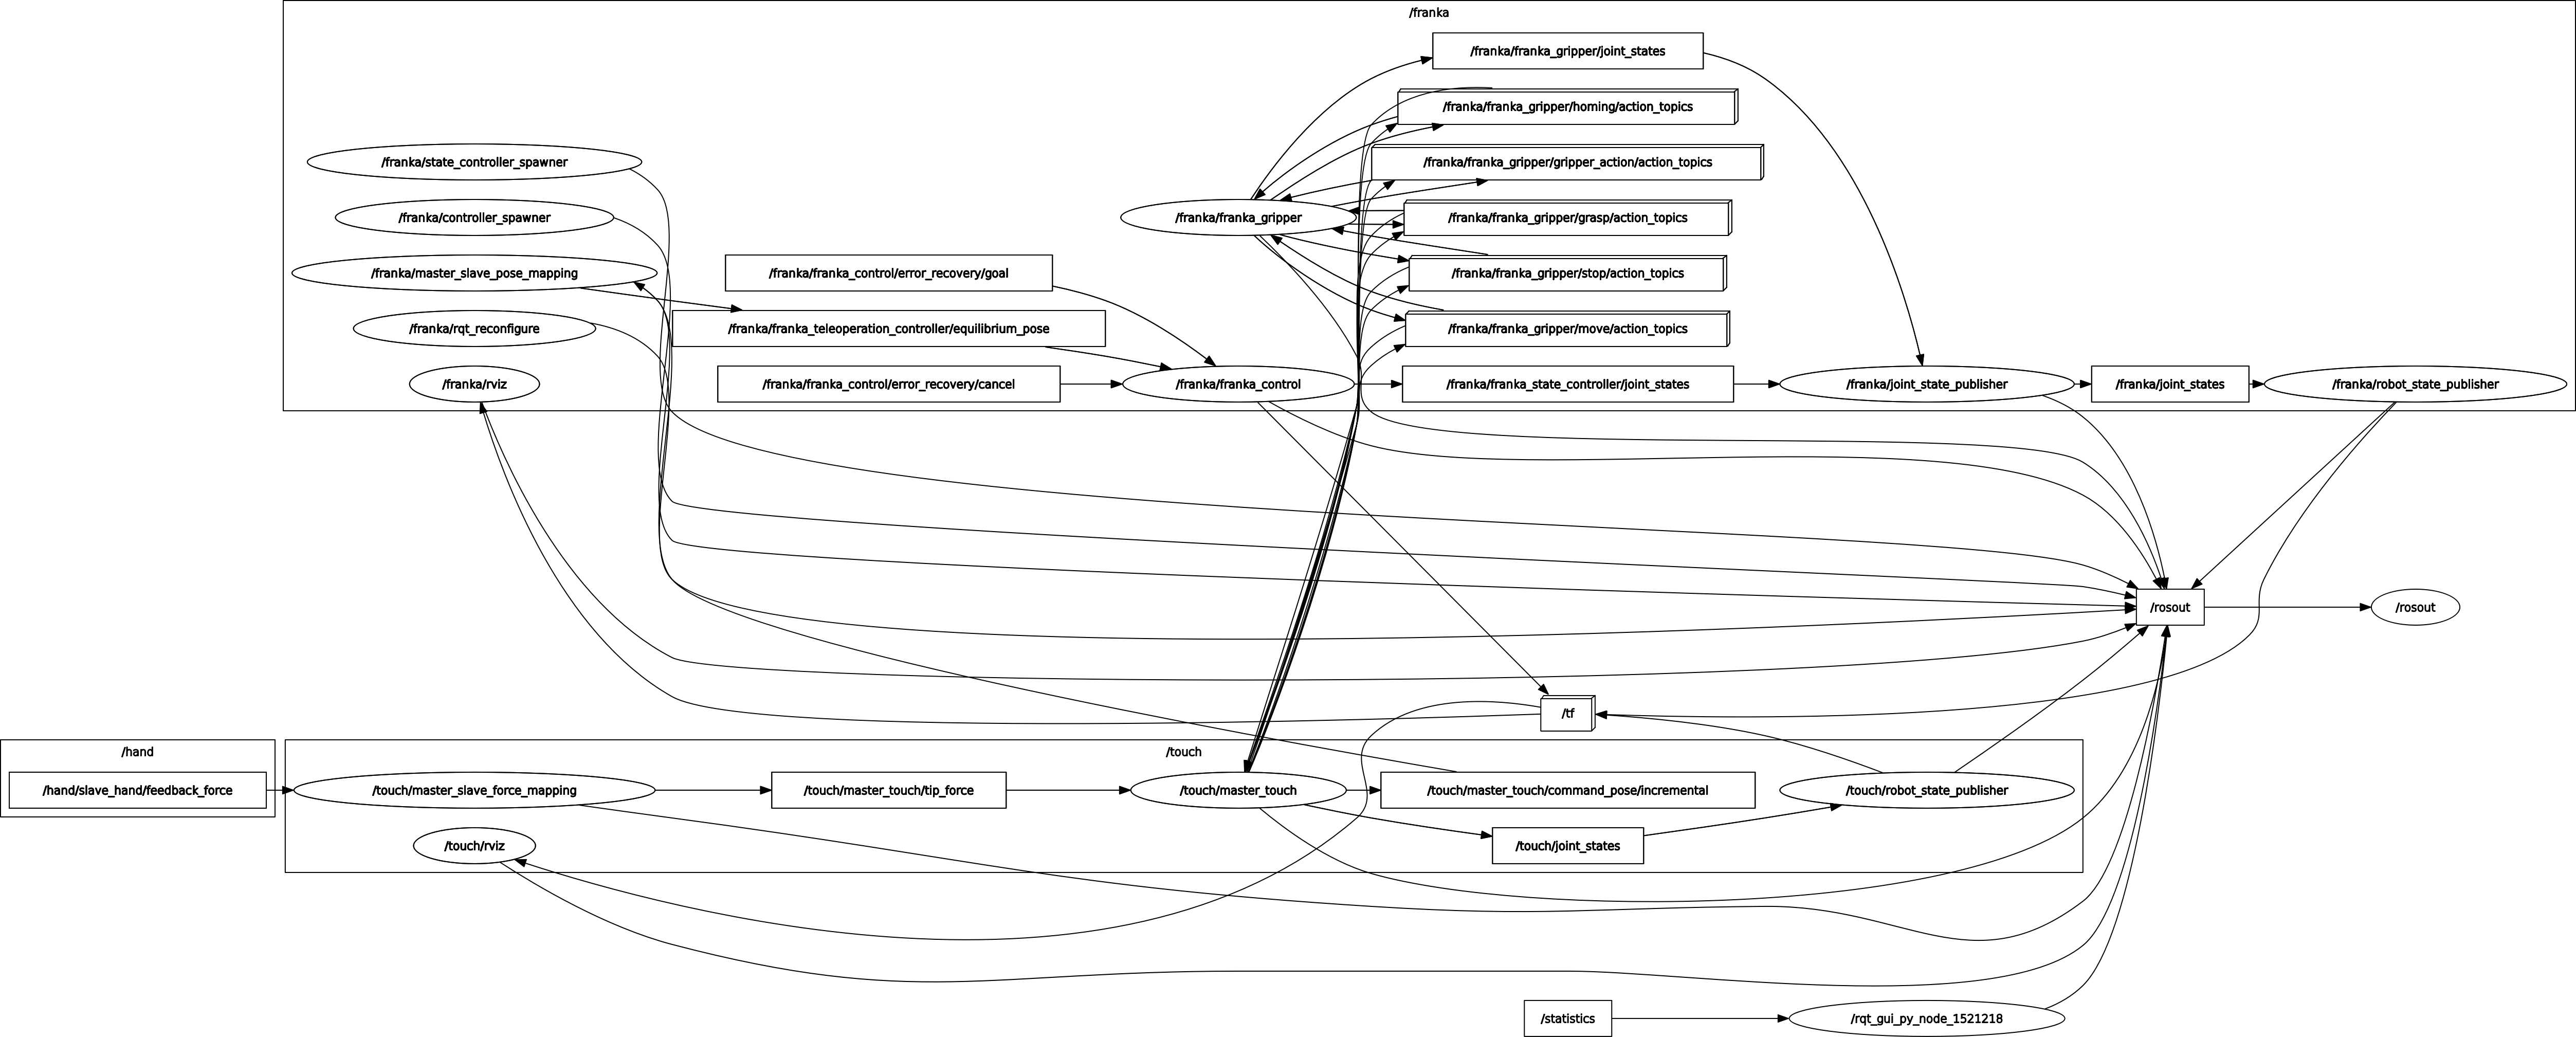 /franka
/franka/franka_gripper/joint_states
/franka/franka_gripper/homing/action_topics
/franka/state_controller_spawner
/franka/franka_gripper/gripper_action/action_topics
/franka/controller_spawner
/franka/franka_gripper
/franka/franka_gripper/grasp/action_topics
/franka/master_slave_pose_mapping
/franka/franka_control/error_recovery/goal
/franka/franka_gripper/stop/action_topics
/franka/rqt_reconfigure
/franka/franka_teleoperation_controller/equilibrium_pose
/franka/franka_gripper/move/action_topics
/franka/rviz
/franka/franka_control/error_recovery/cancel
/franka/franka_control
/franka/franka_state_controller/joint_states
/franka/joint_state_publisher
/franka/joint_states
/franka/robot_state_publisher
/rosout
/rosout
/tf
/hand
/touch
/hand/slave_hand/feedback_force
/touch/master_slave_force_mapping
/touch/master_touch/tip_force
/touch/master_touch
/touch/master_touch/command_pose/incremental
/touch/robot_state_publisher
/touch/rviz
/touch/joint_states
/statistics
/rqt_gui_py_node_1521218